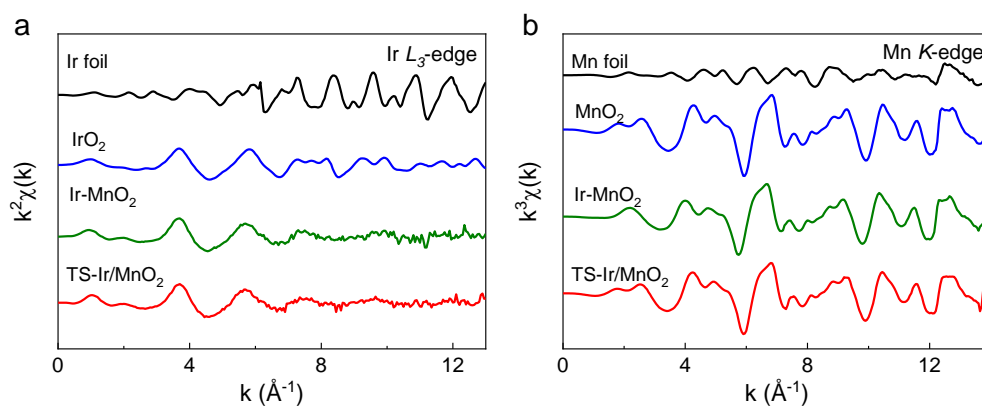 a
Ir foil
Ir L₃-edge
IrO₂
Ir-MnO₂
TS-Ir/MnO₂
k²χ(k)
0 4 8 12
k (Å⁻¹)
b
Mn foil
Mn K-edge
MnO₂
Ir-MnO₂
TS-Ir/MnO₂
k³χ(k)
0 4 8 12
k (Å⁻¹)